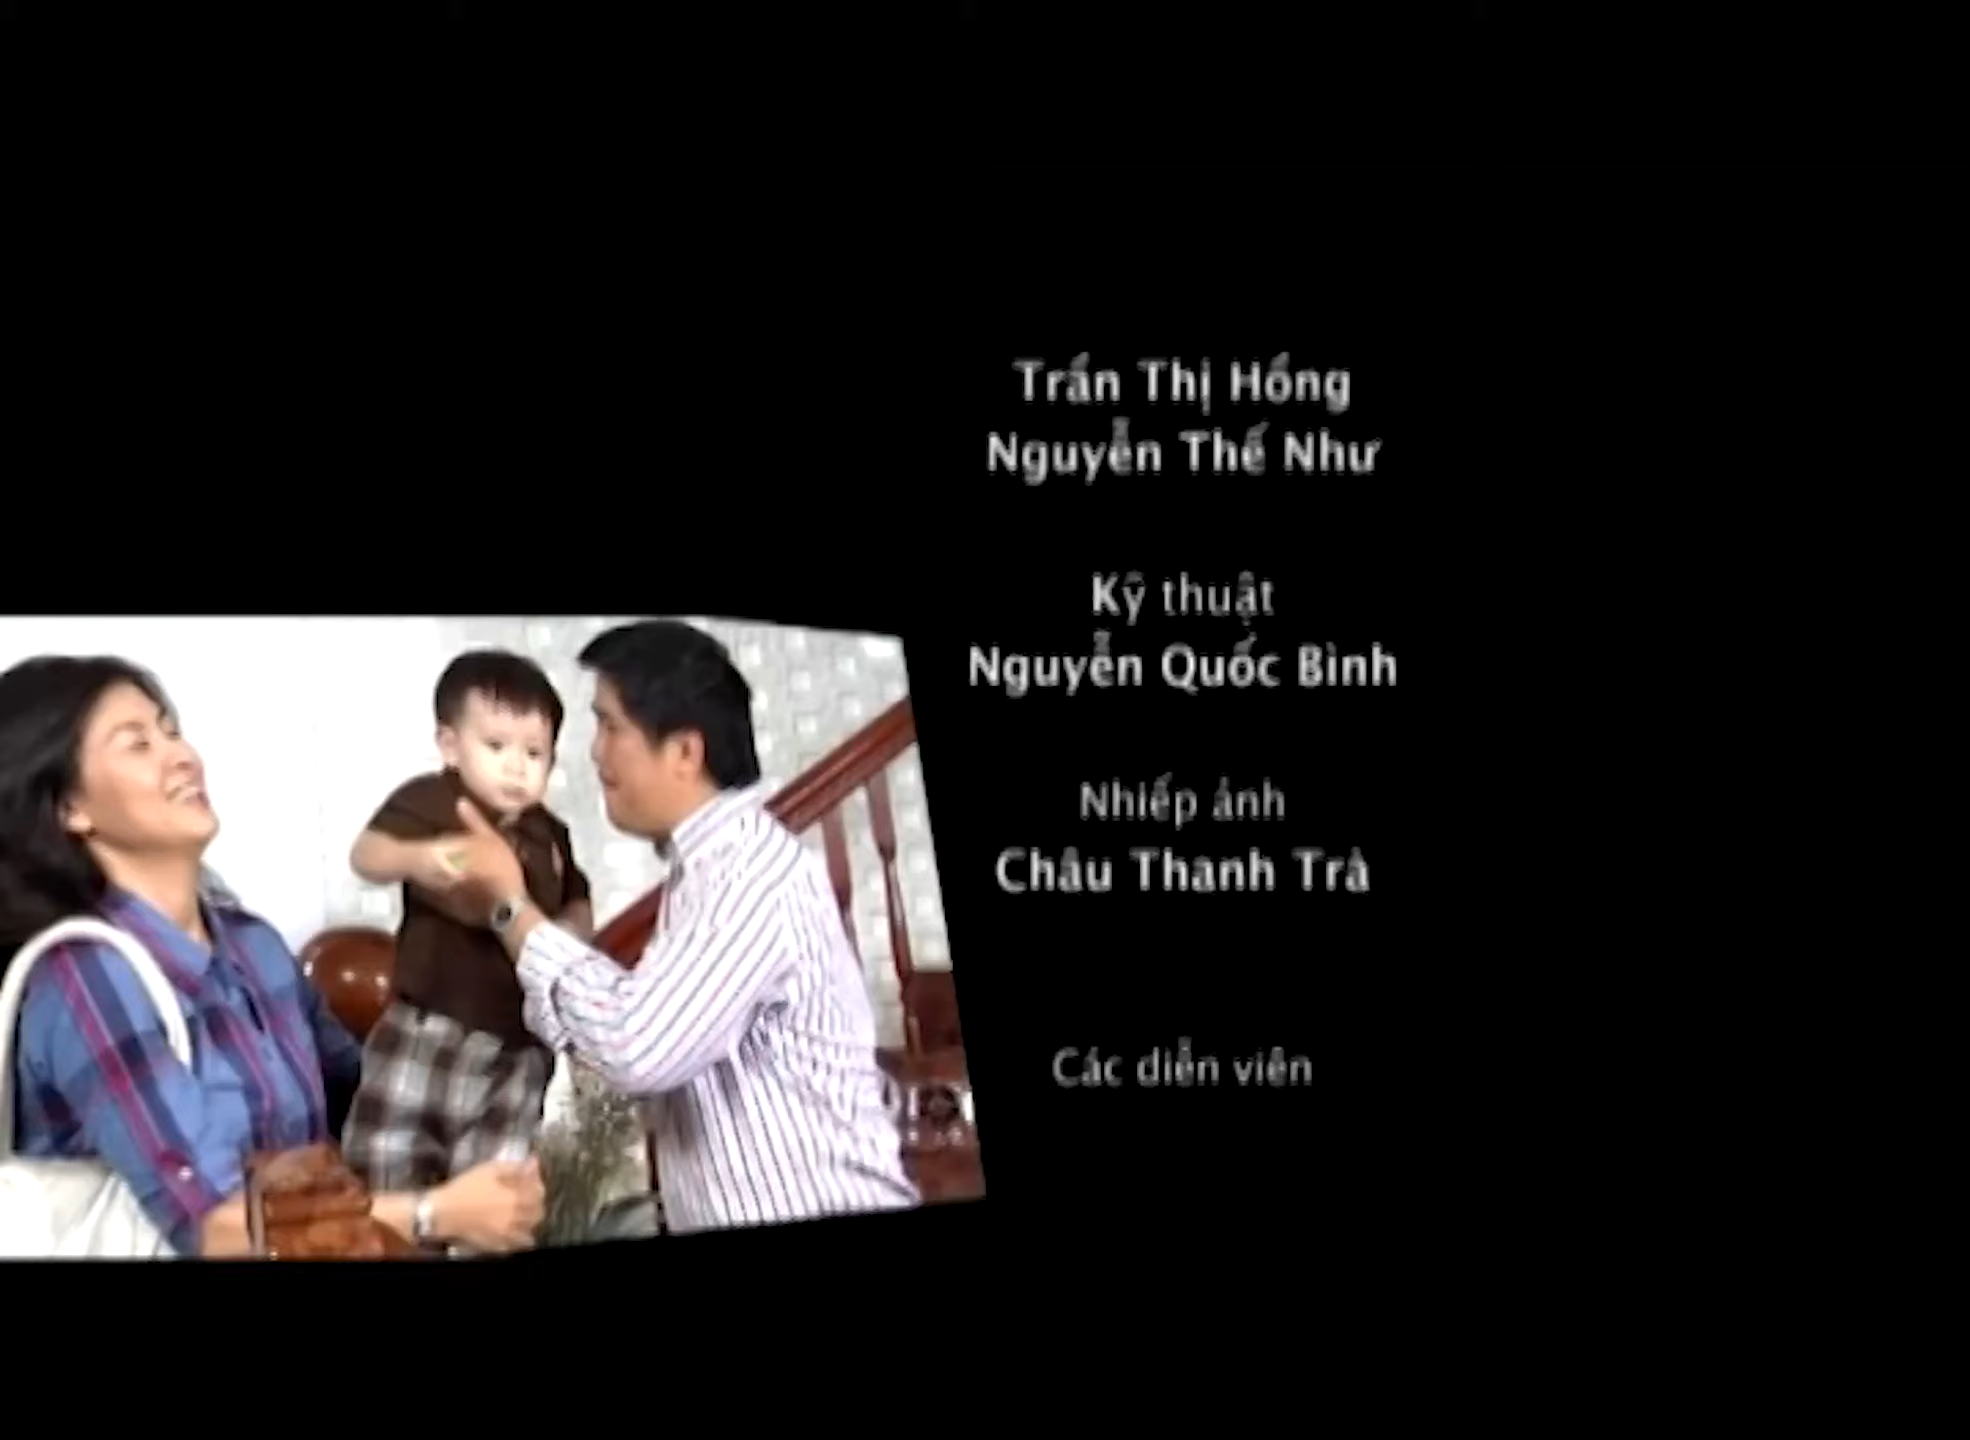 Trần Thị Hồng
Nguyễn Thế Như
Kỹ thuật
Nguyễn Quốc Bình
Nhiếp ảnh
Châu Thanh Trà
Các diễn viên